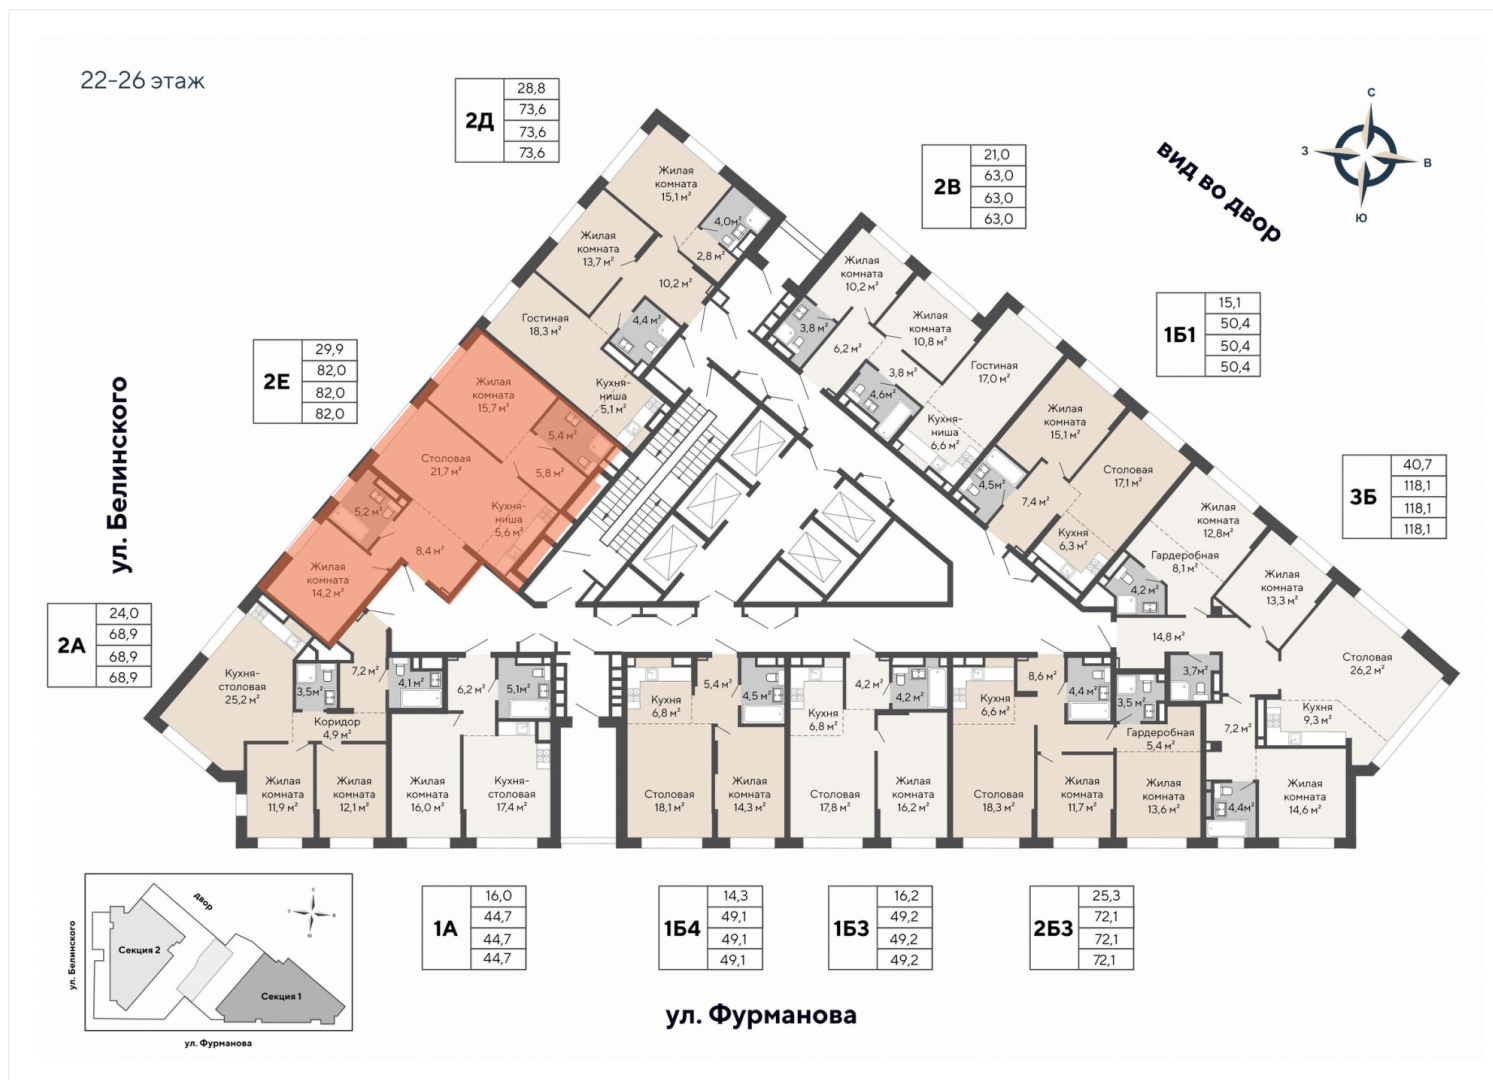 22-26 этаж
2Д
28,8
73,6
73,6
73,6
2В
21,0
63,0
63,0
63,0
вид во двор
С
З
В
Ю
1Б1
15,1
50,4
50,4
50,4
2Е
29,9
82,0
82,0
82,0
ул. Белинского
3Б
40,7
118,1
118,1
118,1
2А
24,0
68,9
68,9
68,9
Жилая
комната
15,1 м²
4,0м²
2,8 м²
Жилая
комната
13,7 м²
10,2 м²
Гостиная
18,3 м²
4,4 м²
Кухня-
ниша
5,1 м²
Жилая
комната
15,7 м²
5,4 м²
5,8 м²
Столовая
21,7 м²
Кухня-
ниша
5,6 м²
5,2 м²
8,4 м²
Жилая
комната
14,2 м²
Жилая
комната
10,2 м²
Жилая
комната
10,8 м²
3,8 м²
6,2 м²
3,8 м²
4,6м²
Гостиная
17,0 м²
Кухня-
ниша
6,6 м²
Жилая
комната
15,1 м²
4,5м²
7,4 м²
Столовая
17,1 м²
Кухня
6,3 м²
Жилая
комната
12,8м²
Гардеробная
8,1 м²
4,2 м²
Жилая
комната
13,3 м²
14,8 м²
3,7м²
Столовая
26,2 м²
Кухня
9,3 м²
3,5 м²
7,2 м²
Гардеробная
5,4 м²
Жилая
комната
13,6 м²
4,4м²
Жилая
комната
14,6 м²
Кухня-
столовая
25,2 м²
3,5м²
7,2 м²
Коридор
4,9 м²
Жилая
комната
11,9 м²
Жилая
комната
12,1 м²
4,1 м²
6,2 м²
5,1м²
Жилая
комната
16,0 м²
Кухня-
столовая
17,4 м²
Кухня
6,8 м²
5,4 м²
4,5 м²
Столовая
18,1 м²
Жилая
комната
14,3 м²
Кухня
6,8 м²
4,2 м²
4,2 м²
Столовая
17,8 м²
Жилая
комната
16,2 м²
Кухня
6,6 м²
8,6 м²
4,4 м²
Столовая
18,3 м²
Жилая
комната
11,7 м²
1А
16,0
44,7
44,7
44,7
1Б4
14,3
49,1
49,1
49,1
1Б3
16,2
49,2
49,2
49,2
2Б3
25,3
72,1
72,1
72,1
ул. Фурманова
двор
ул. Белинского
Секция 2
Секция 1
С
З
В
Ю
ул. Фурманова